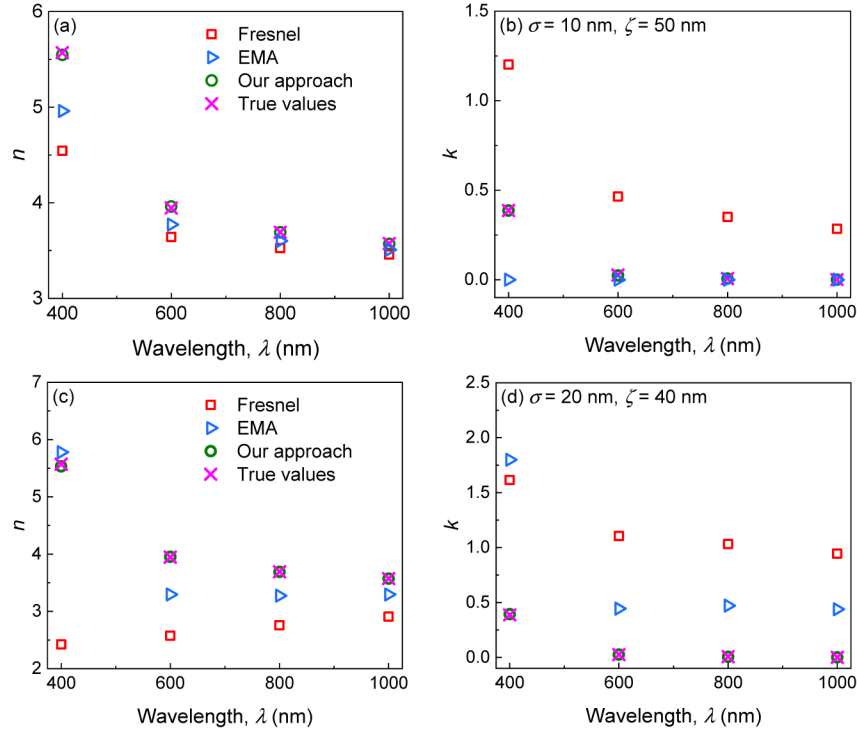 (a)
Fresnel
EMA
Our approach
True values
6
5
4
3
n
400
600
800
1000
Wavelength, λ (nm)
(b) σ = 10 nm, ζ = 50 nm
1.5
1.0
0.5
0.0
k
400
600
800
1000
Wavelength, λ (nm)
(c)
Fresnel
EMA
Our approach
True values
7
6
5
4
3
2
n
400
600
800
1000
Wavelength, λ (nm)
(d) σ = 20 nm, ζ = 40 nm
2.5
2.0
1.5
1.0
0.5
0.0
k
400
600
800
1000
Wavelength, λ (nm)